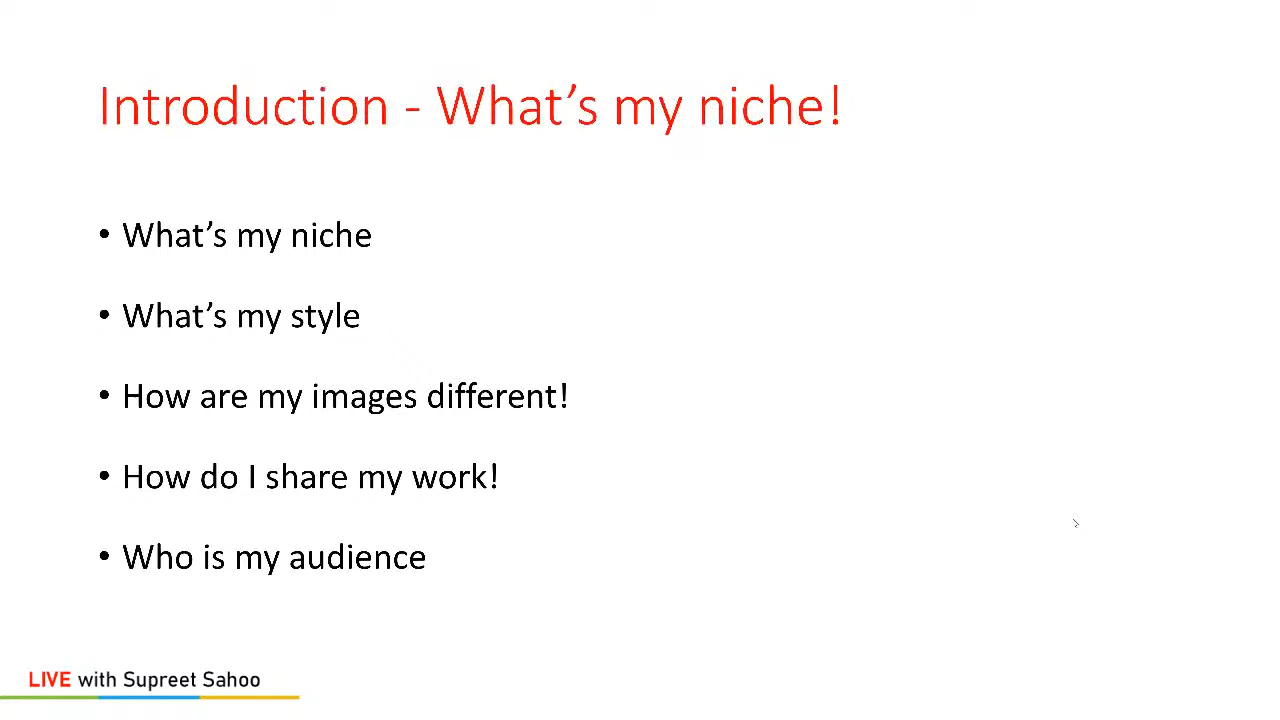 Introduction - What’s my niche!
• What’s my niche
• What’s my style
• How are my images different!
• How do I share my work!
• Who is my audience
LIVE with Supreet Sahoo